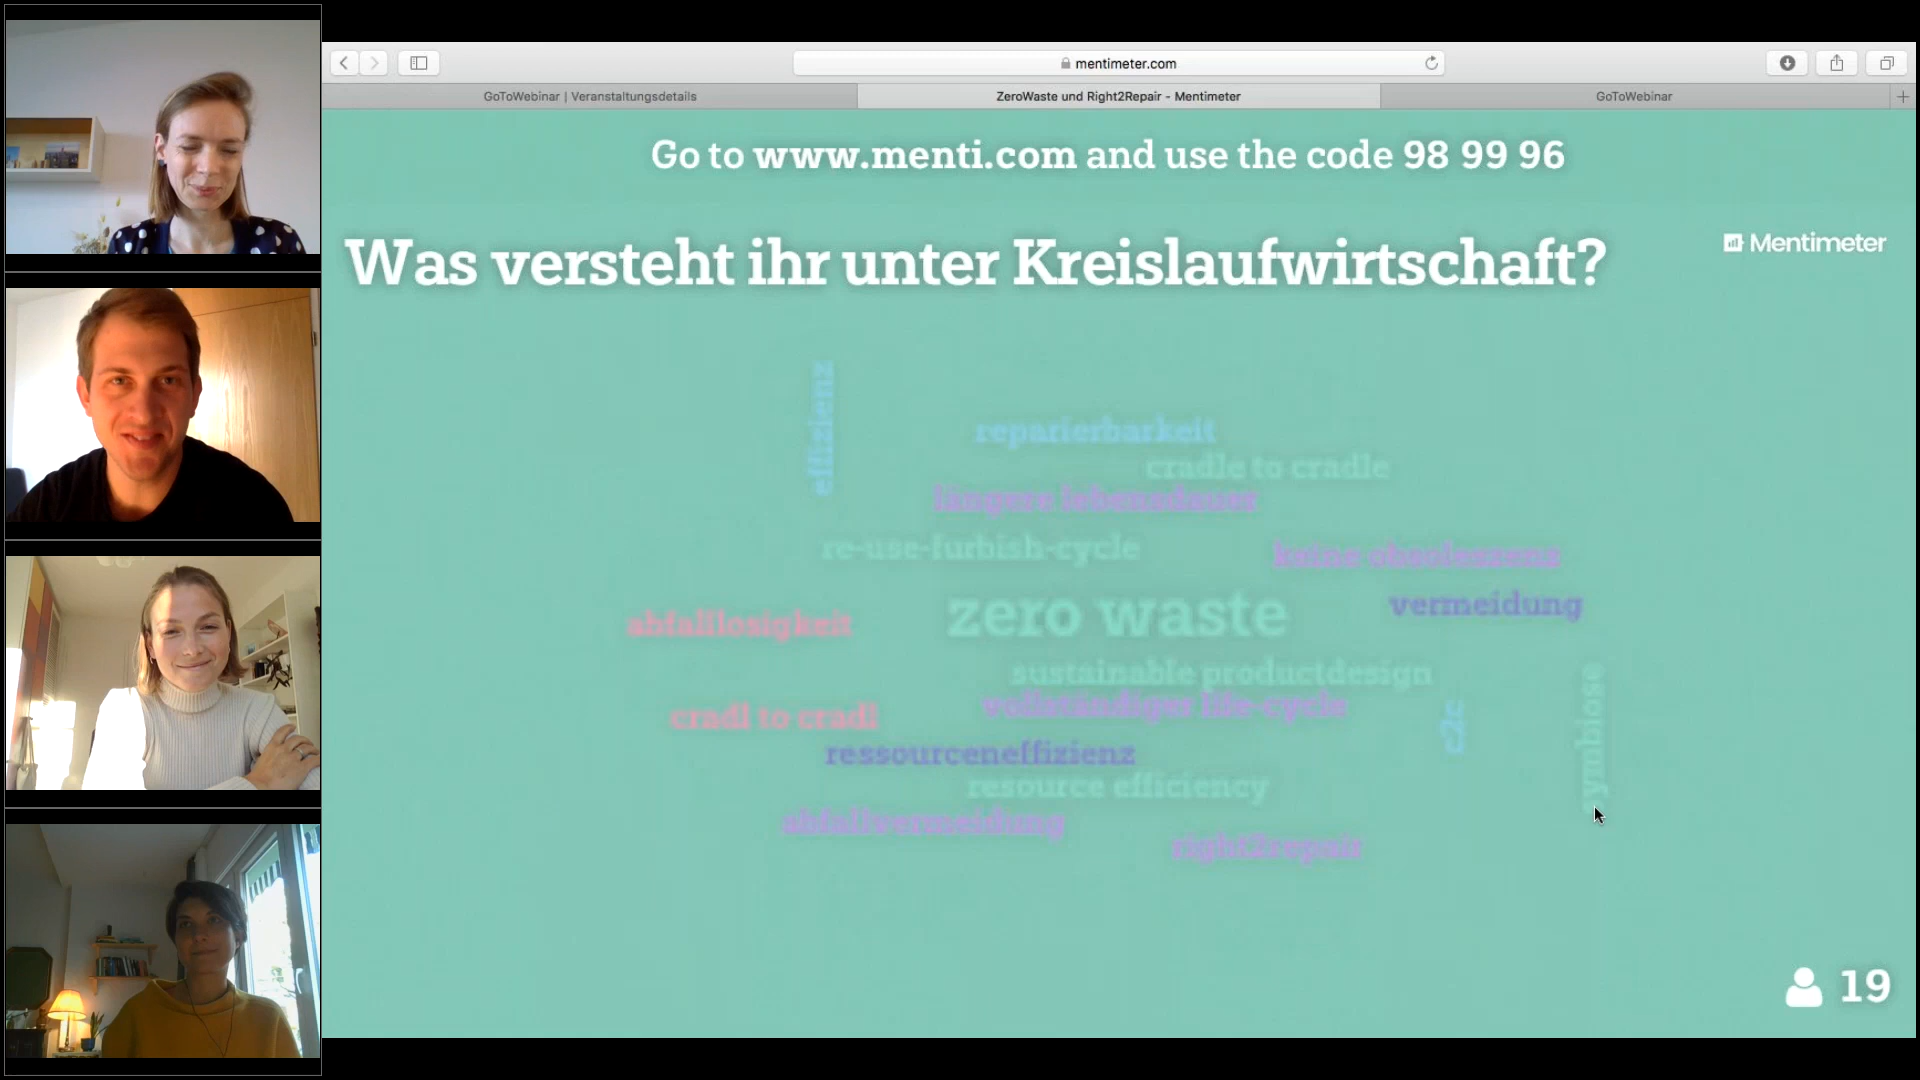 mentimeter.com
GoToWebinar | Veranstaltungsdetails
ZeroWaste und Right2Repair - Mentimeter
GoToWebinar
Go to www.menti.com and use the code 98 99 96
Was versteht ihr unter Kreislaufwirtschaft?
Mentimeter
effizienz
reparierbarkeit
cradle to cradle
längere lebensdauer
re-use-furbish-cycle
keine obsoleszenz
vermeidung
zero waste
abfalllosigkeit
sustainable productdesign
vollständiger life-cycle
cradl to cradl
c2c
symbiose
ressourceneffizienz
resource efficiency
abfallvermeidung
right2repair
19